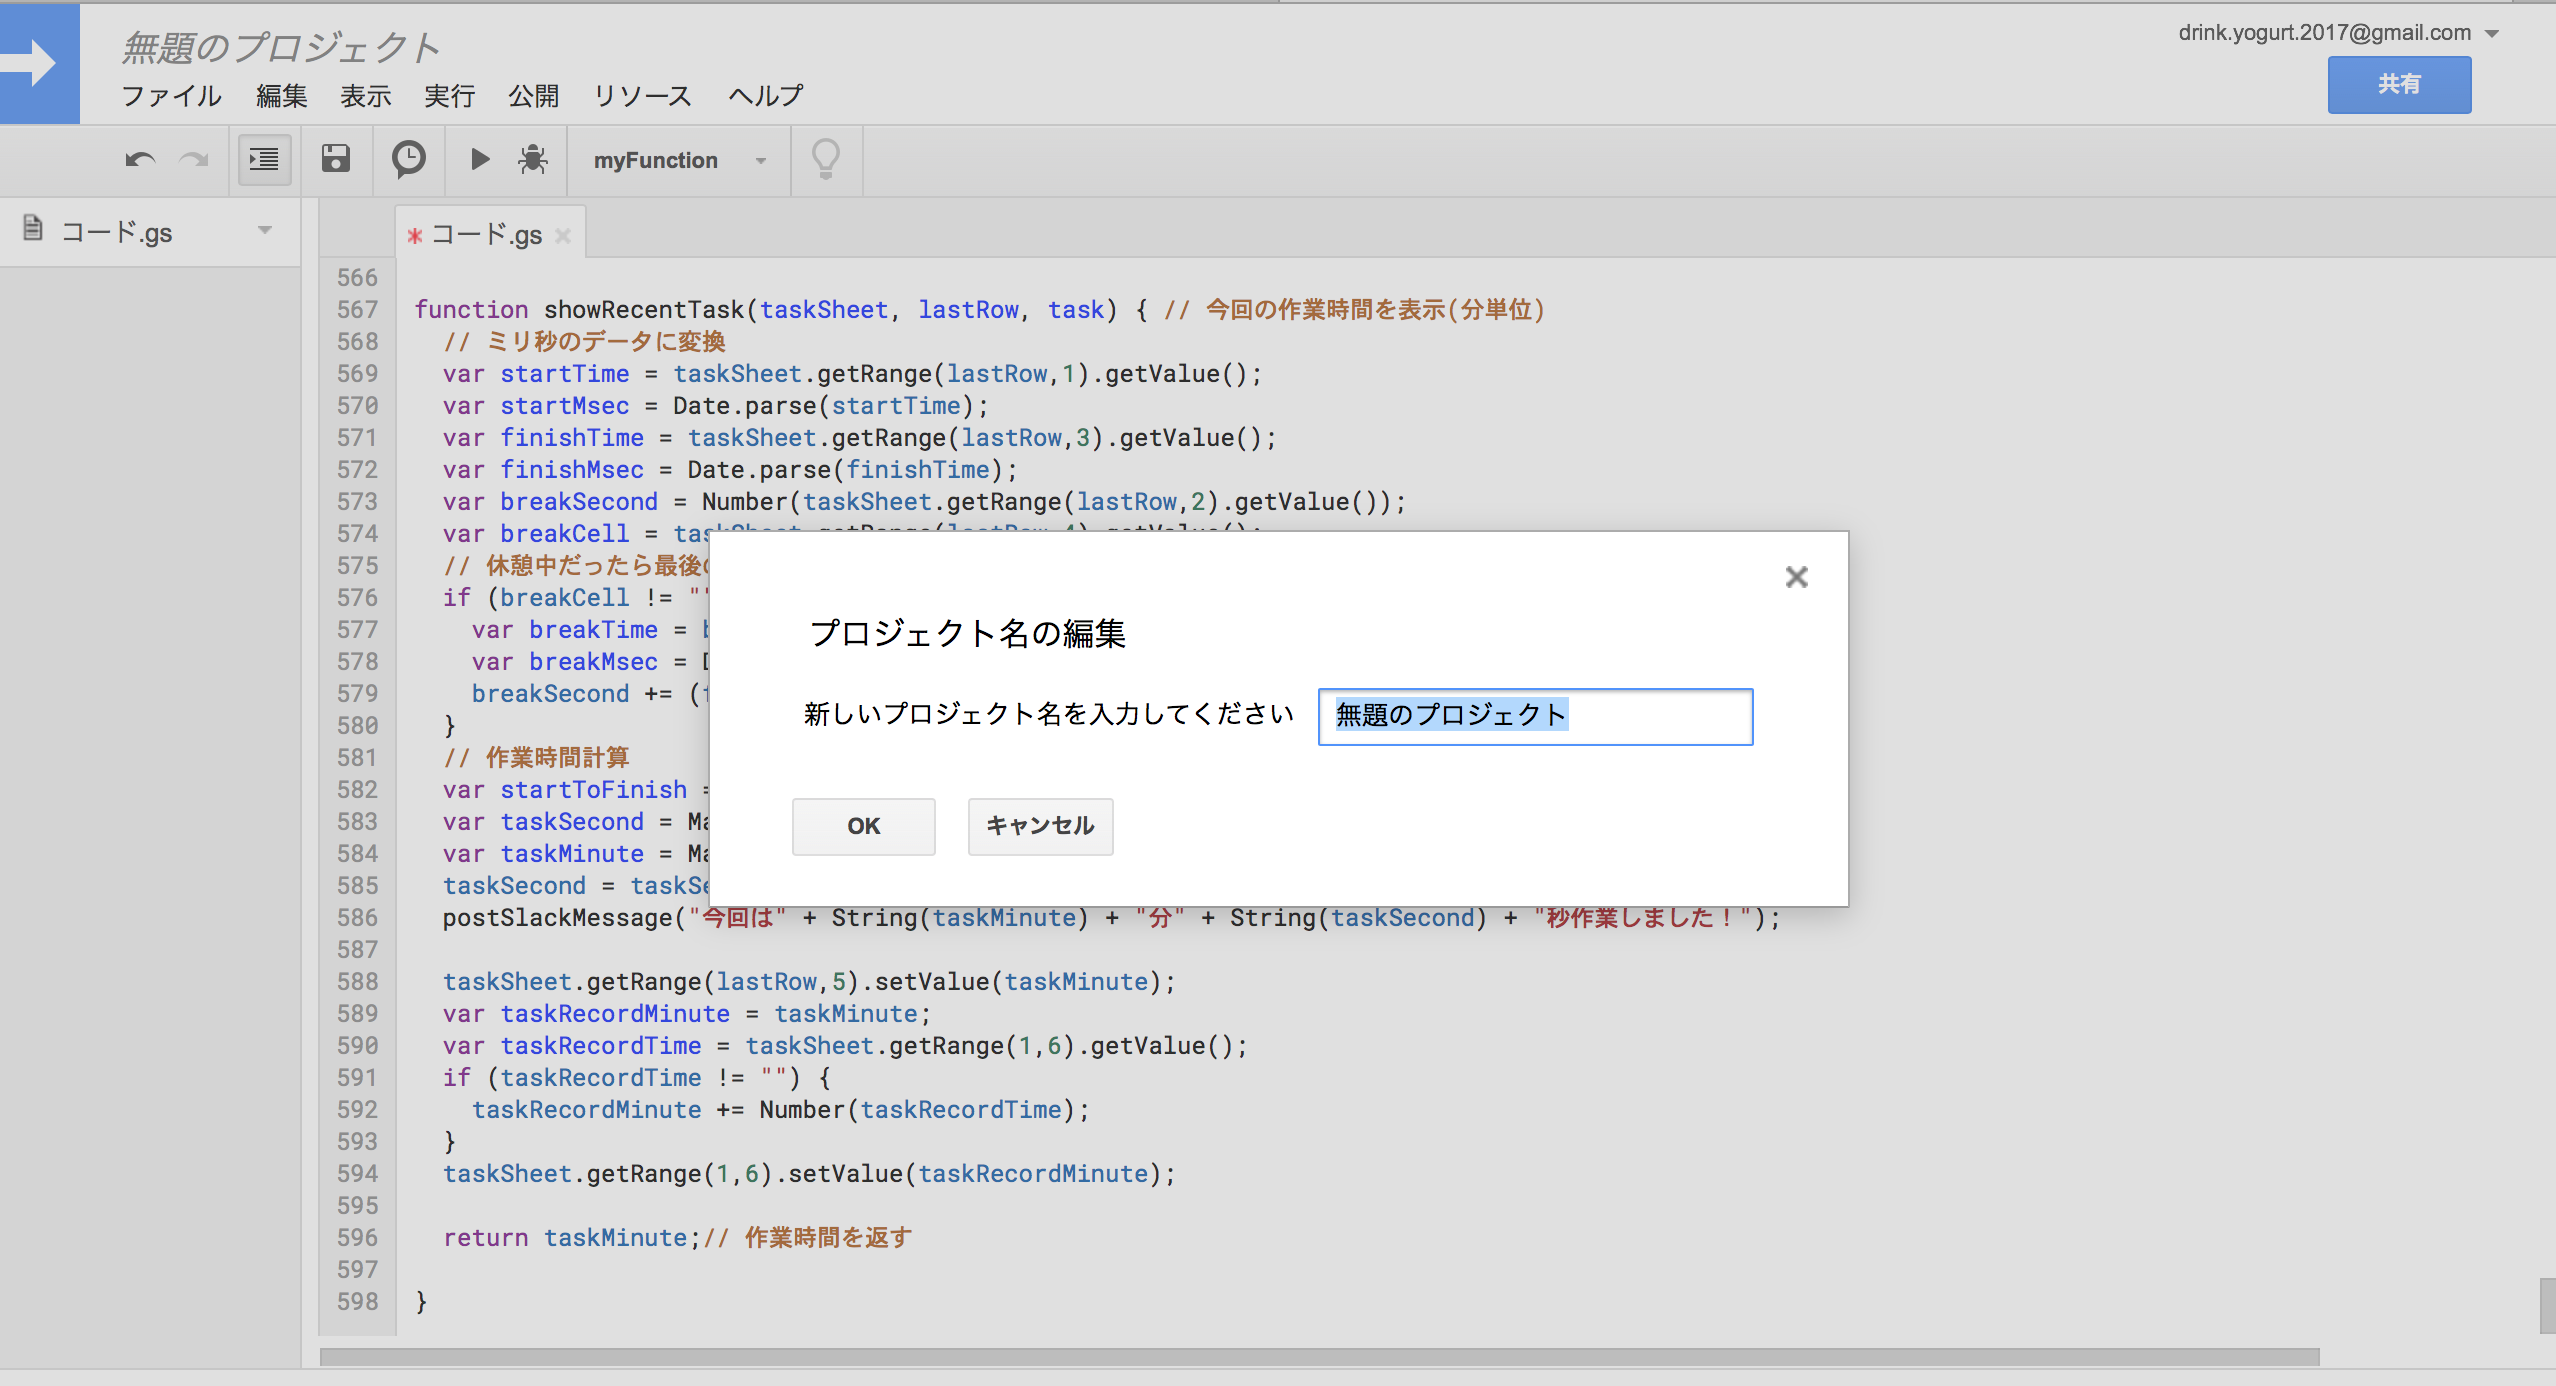 無題のプロジェクト
drink.yogurt.2017@gmail.com
ファイル 編集 表示 実行 公開 リソース ヘルプ
共有
myFunction
コード.gs
* コード.gs ×
566
567 function showRecentTask(taskSheet, lastRow, task) { // 今回の作業時間を表示(分単位)
568 // ミリ秒のデータに変換
569 var startTime = taskSheet.getRange(lastRow,1).getValue();
570 var startMsec = Date.parse(startTime);
571 var finishTime = taskSheet.getRange(lastRow,3).getValue();
572 var finishMsec = Date.parse(finishTime);
573 var breakSecond = Number(taskSheet.getRange(lastRow,2).getValue());
574 var breakCell = taskSheet.getRange(lastRow,4).getValue();
575 // 休憩中だったら最後
576 if (breakCell != "
577 var breakTime =
578 var breakMsec =
579 breakSecond += (
580 }
581 // 作業時間計算
582 var startToFinish =
583 var taskSecond = Ma
584 var taskMinute = Ma
585 taskSecond = taskSe
プロジェクト名の編集
新しいプロジェクト名を入力してください 無題のプロジェクト
OK キャンセル
586 postSlackMessage("今回は" + String(taskMinute) + "分" + String(taskSecond) + "秒作業しました！");
587
588 taskSheet.getRange(lastRow,5).setValue(taskMinute);
589 var taskRecordMinute = taskMinute;
590 var taskRecordTime = taskSheet.getRange(1,6).getValue();
591 if (taskRecordTime != "") {
592 taskRecordMinute += Number(taskRecordTime);
593 }
594 taskSheet.getRange(1,6).setValue(taskRecordMinute);
595
596 return taskMinute;// 作業時間を返す
597
598 }